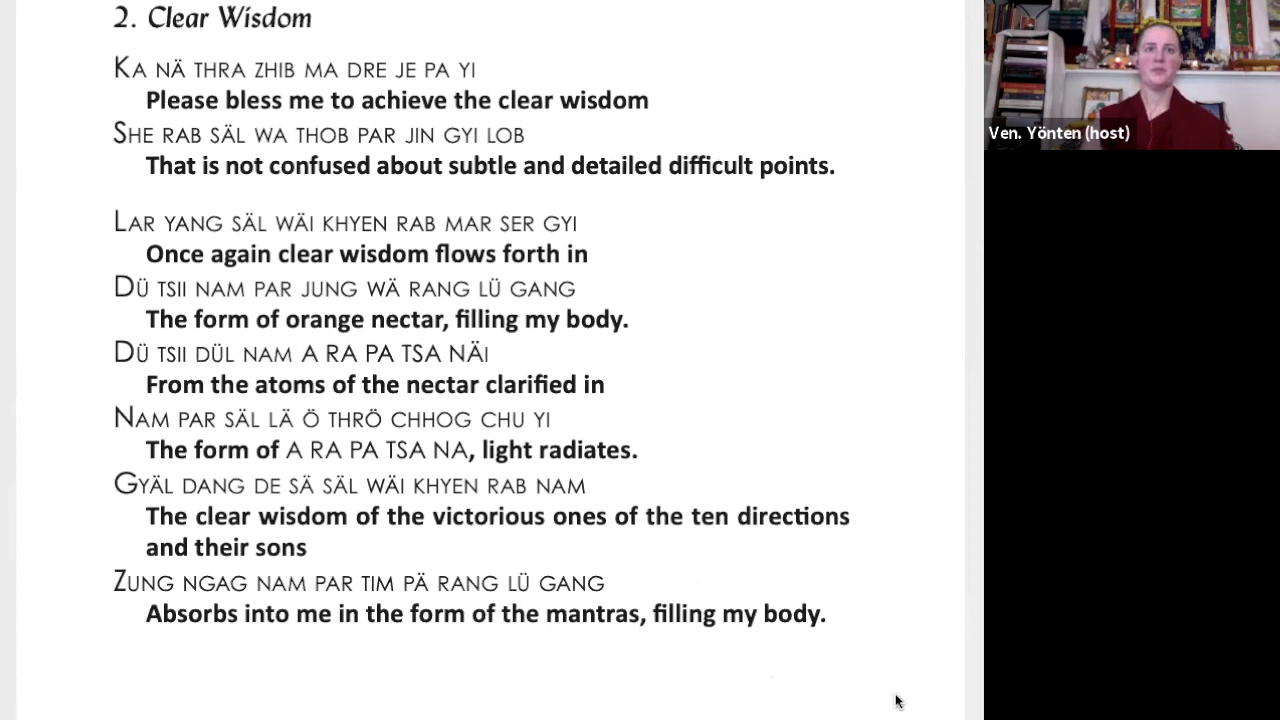 2. Clear Wisdom
KA NÄ THRA ZHIB MA DRE JE PA YI
Please bless me to achieve the clear wisdom
SHE RAB SÄL WA THOB PAR JIN GYI LOB
That is not confused about subtle and detailed difficult points.
LAR YANG SÄL WÄI KHYEN RAB MAR SER GYI
Once again clear wisdom flows forth in
DÜ TSII NAM PAR JUNG WÄ RANG LÜ GANG
The form of orange nectar, filling my body.
DÜ TSII DÜL NAM A RA PA TSA NÄI
From the atoms of the nectar clarified in
NAM PAR SÄL LÄ Ö THRÖ CHHOG CHU YI
The form of A RA PA TSA NA, light radiates.
GYÄL DANG DE SÄ SÄL WÄI KHYEN RAB NAM
The clear wisdom of the victorious ones of the ten directions
and their sons
ZUNG NGAG NAM PAR TIM PÄ RANG LÜ GANG
Absorbs into me in the form of the mantras, filling my body.
Ven. Yönten (host)